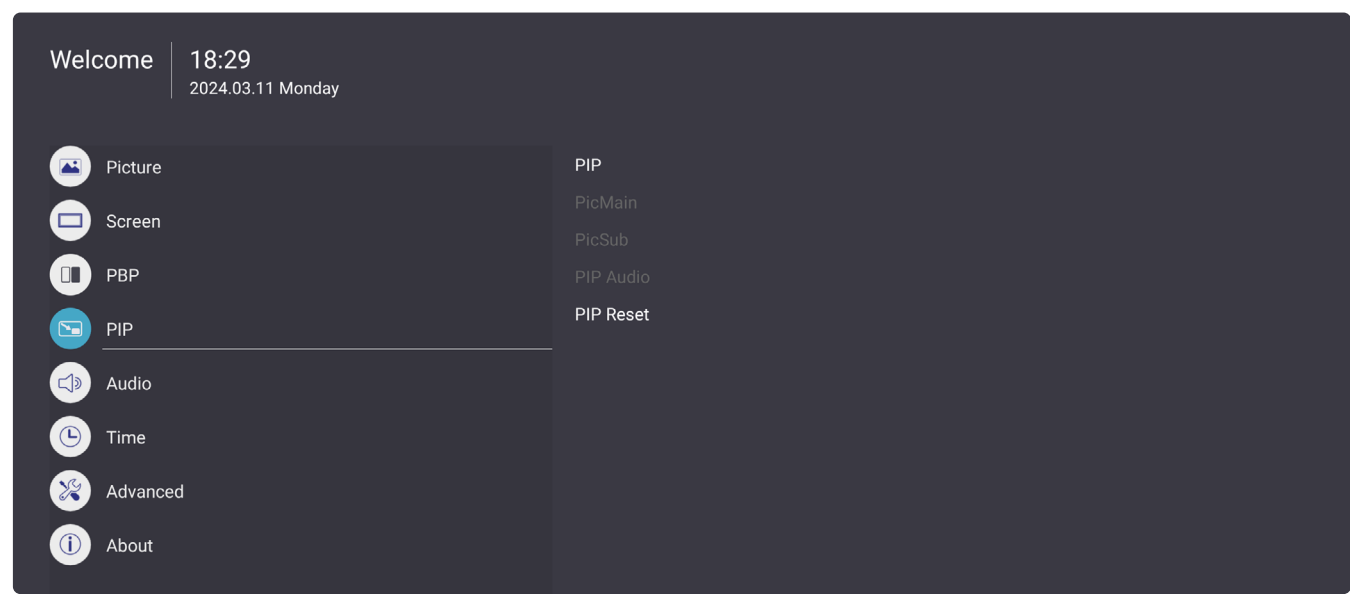 Welcome
18:29
2024.03.11 Monday
Picture
Screen
PBP
PIP
Audio
Time
Advanced
About
PIP
PicMain
PicSub
PIP Audio
PIP Reset